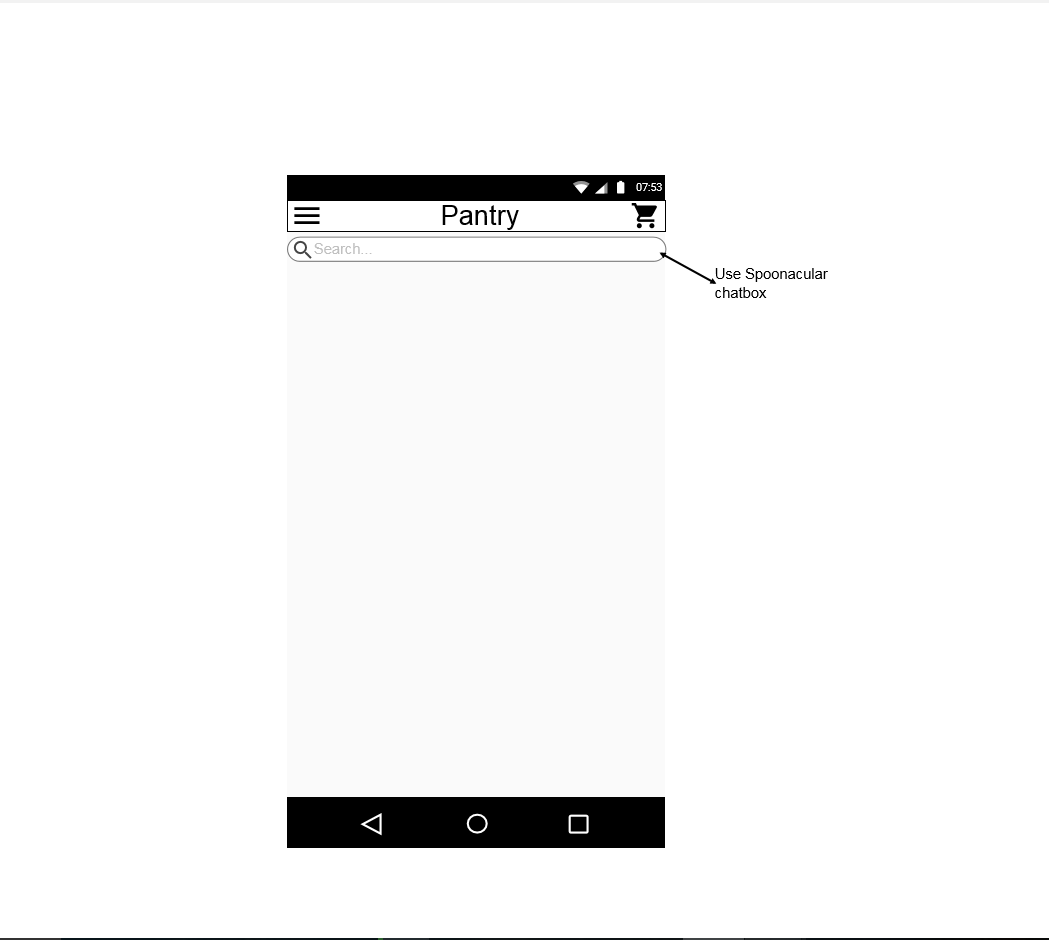 07:53
Pantry
Search...
Use Spoonacular
chatbox